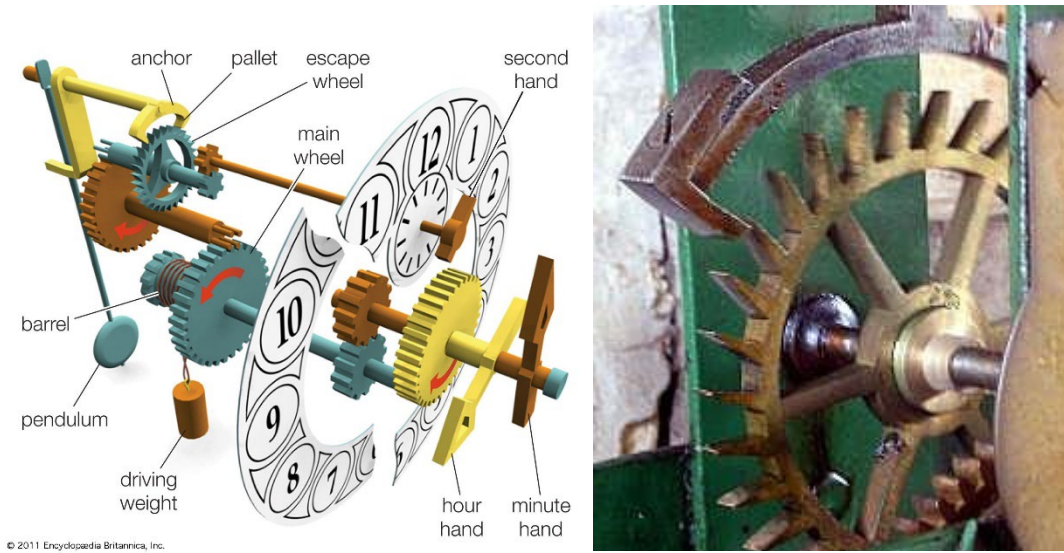 anchor
pallet
escape
wheel
second
hand
main
wheel
12
1
2
3
11
10
9
8
7
barrel
pendulum
driving
weight
hour
hand
minute
hand
© 2011 Encyclopædia Britannica, Inc.